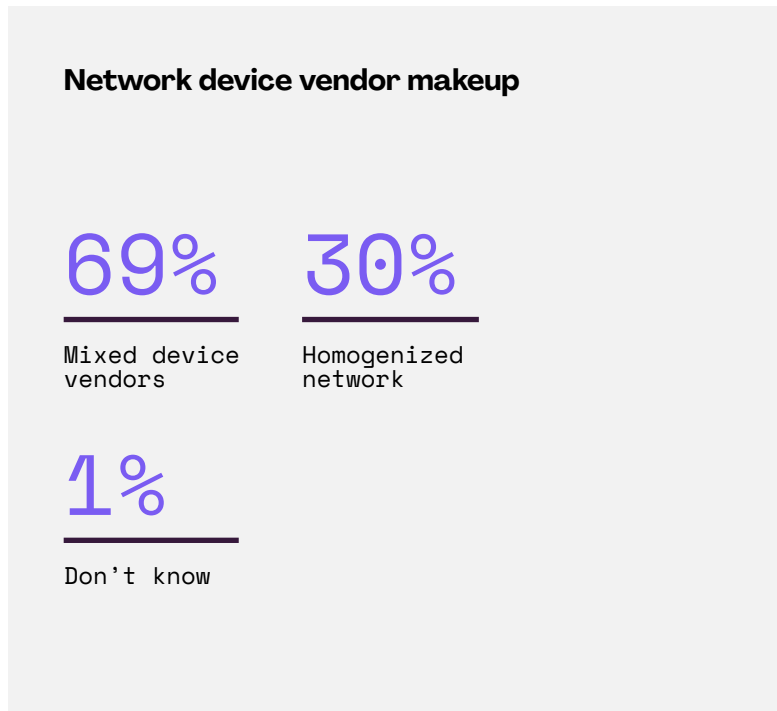 Network device vendor makeup
69%
30%
Mixed device
vendors
Homogenized
network
1%
Don’t know